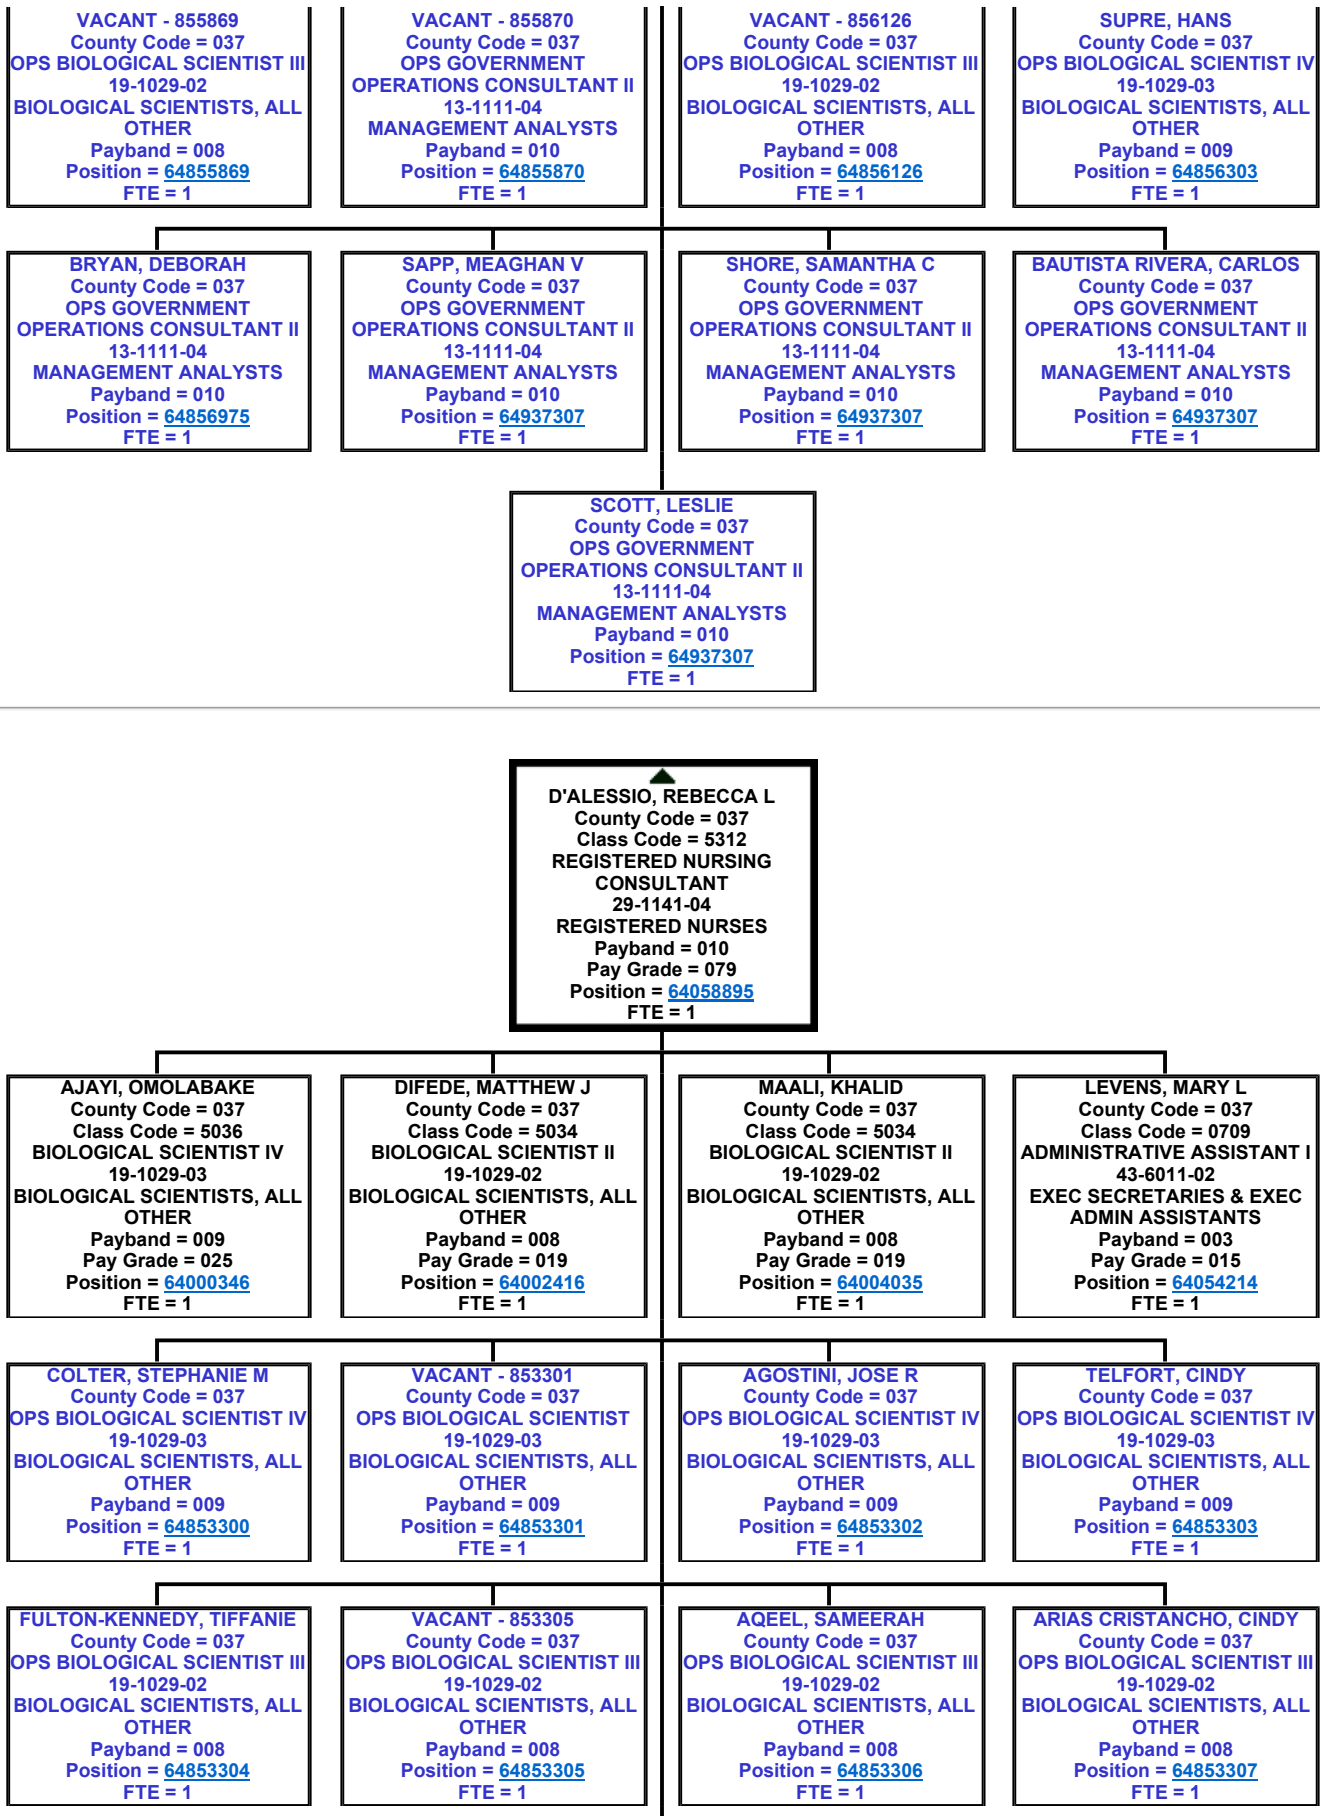 VACANT - 855869
County Code = 037
OPS BIOLOGICAL SCIENTIST III
19-1029-02
BIOLOGICAL SCIENTISTS, ALL
OTHER
Payband = 008
Position = 64855869
FTE = 1
VACANT - 855870
County Code = 037
OPS GOVERNMENT
OPERATIONS CONSULTANT II
13-1111-04
MANAGEMENT ANALYSTS
Payband = 010
Position = 64855870
FTE = 1
VACANT - 856126
County Code = 037
OPS BIOLOGICAL SCIENTIST III
19-1029-02
BIOLOGICAL SCIENTISTS, ALL
OTHER
Payband = 008
Position = 64856126
FTE = 1
SUPRE, HANS
County Code = 037
OPS BIOLOGICAL SCIENTIST IV
19-1029-03
BIOLOGICAL SCIENTISTS, ALL
OTHER
Payband = 009
Position = 64856303
FTE = 1
BRYAN, DEBORAH
County Code = 037
OPS GOVERNMENT
OPERATIONS CONSULTANT II
13-1111-04
MANAGEMENT ANALYSTS
Payband = 010
Position = 64856975
FTE = 1
SAPP, MEAGHAN V
County Code = 037
OPS GOVERNMENT
OPERATIONS CONSULTANT II
13-1111-04
MANAGEMENT ANALYSTS
Payband = 010
Position = 64937307
FTE = 1
SHORE, SAMANTHA C
County Code = 037
OPS GOVERNMENT
OPERATIONS CONSULTANT II
13-1111-04
MANAGEMENT ANALYSTS
Payband = 010
Position = 64937307
FTE = 1
BAUTISTA RIVERA, CARLOS
County Code = 037
OPS GOVERNMENT
OPERATIONS CONSULTANT II
13-1111-04
MANAGEMENT ANALYSTS
Payband = 010
Position = 64937307
FTE = 1
SCOTT, LESLIE
County Code = 037
OPS GOVERNMENT
OPERATIONS CONSULTANT II
13-1111-04
MANAGEMENT ANALYSTS
Payband = 010
Position = 64937307
FTE = 1
D'ALESSIO, REBECCA L
County Code = 037
Class Code = 5312
REGISTERED NURSING
CONSULTANT
29-1141-04
REGISTERED NURSES
Payband = 010
Pay Grade = 079
Position = 64058895
FTE = 1
AJAYI, OMOLABAKE
County Code = 037
Class Code = 5036
BIOLOGICAL SCIENTIST IV
19-1029-03
BIOLOGICAL SCIENTISTS, ALL
OTHER
Payband = 009
Pay Grade = 025
Position = 64000346
FTE = 1
DIFEDE, MATTHEW J
County Code = 037
Class Code = 5034
BIOLOGICAL SCIENTIST II
19-1029-02
BIOLOGICAL SCIENTISTS, ALL
OTHER
Payband = 008
Pay Grade = 019
Position = 64002416
FTE = 1
MAALI, KHALID
County Code = 037
Class Code = 5034
BIOLOGICAL SCIENTIST II
19-1029-02
BIOLOGICAL SCIENTISTS, ALL
OTHER
Payband = 008
Pay Grade = 019
Position = 64004035
FTE = 1
LEVENS, MARY L
County Code = 037
Class Code = 0709
ADMINISTRATIVE ASSISTANT I
43-6011-02
EXEC SECRETARIES & EXEC
ADMIN ASSISTANTS
Payband = 003
Pay Grade = 015
Position = 64054214
FTE = 1
COLTER, STEPHANIE M
County Code = 037
OPS BIOLOGICAL SCIENTIST IV
19-1029-03
BIOLOGICAL SCIENTISTS, ALL
OTHER
Payband = 009
Position = 64853300
FTE = 1
VACANT - 853301
County Code = 037
OPS BIOLOGICAL SCIENTIST
19-1029-03
BIOLOGICAL SCIENTISTS, ALL
OTHER
Payband = 009
Position = 64853301
FTE = 1
AGOSTINI, JOSE R
County Code = 037
OPS BIOLOGICAL SCIENTIST IV
19-1029-03
BIOLOGICAL SCIENTISTS, ALL
OTHER
Payband = 009
Position = 64853302
FTE = 1
TELFORT, CINDY
County Code = 037
OPS BIOLOGICAL SCIENTIST IV
19-1029-03
BIOLOGICAL SCIENTISTS, ALL
OTHER
Payband = 009
Position = 64853303
FTE = 1
FULTON-KENNEDY, TIFFANIE
County Code = 037
OPS BIOLOGICAL SCIENTIST III
19-1029-02
BIOLOGICAL SCIENTISTS, ALL
OTHER
Payband = 008
Position = 64853304
FTE = 1
VACANT - 853305
County Code = 037
OPS BIOLOGICAL SCIENTIST III
19-1029-02
BIOLOGICAL SCIENTISTS, ALL
OTHER
Payband = 008
Position = 64853305
FTE = 1
AQEEL, SAMEERAH
County Code = 037
OPS BIOLOGICAL SCIENTIST III
19-1029-02
BIOLOGICAL SCIENTISTS, ALL
OTHER
Payband = 008
Position = 64853306
FTE = 1
ARIAS CRISTANCHO, CINDY
County Code = 037
OPS BIOLOGICAL SCIENTIST III
19-1029-02
BIOLOGICAL SCIENTISTS, ALL
OTHER
Payband = 008
Position = 64853307
FTE = 1